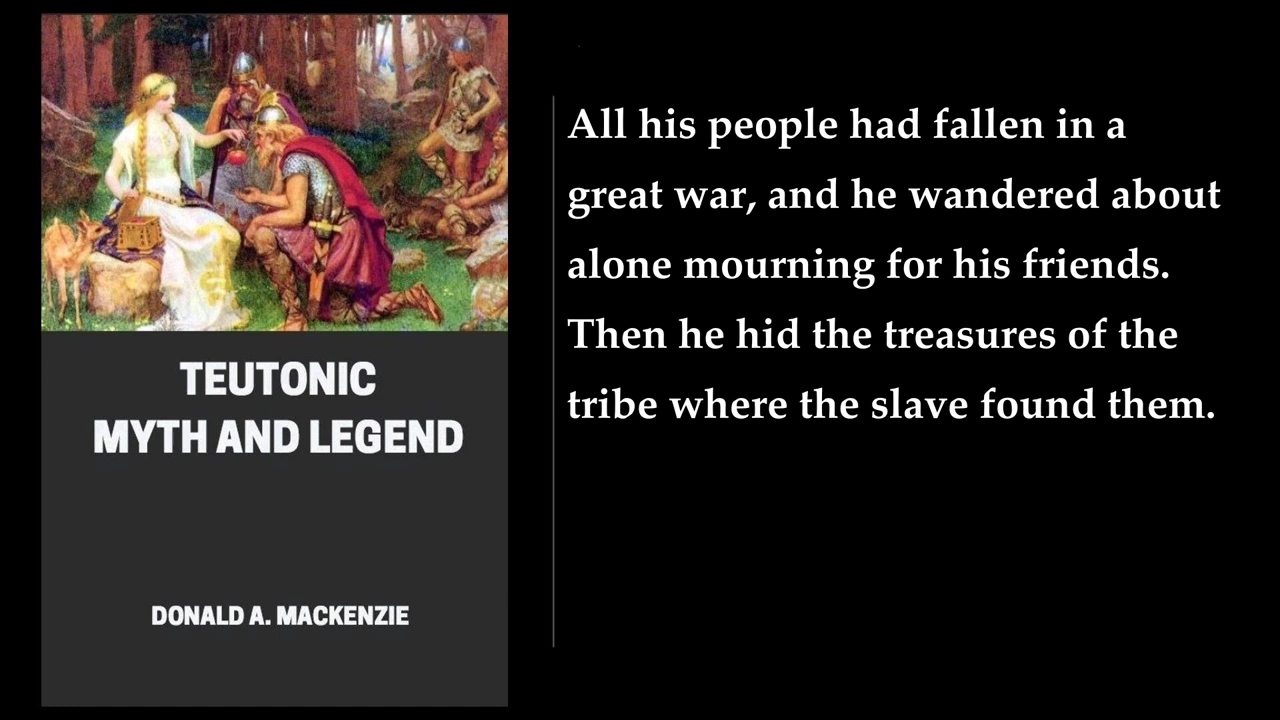 TEUTONIC
MYTH AND LEGEND
DONALD A. MACKENZIE
All his people had fallen in a
great war, and he wandered about
alone mourning for his friends.
Then he hid the treasures of the
tribe where the slave found them.